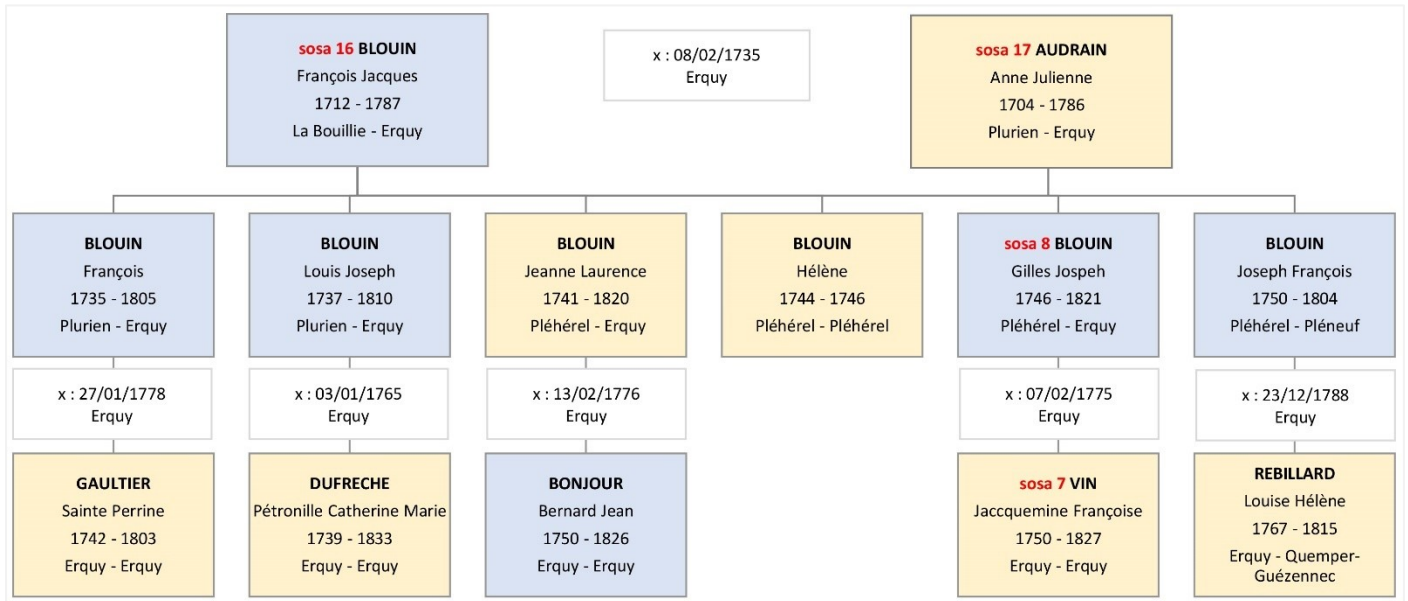 sosa 16 BLOUIN
François Jacques
1712 - 1787
La Bouillie - Erquy
x : 08/02/1735
Erquy
sosa 17 AUDRAIN
Anne Julienne
1704 - 1786
Plurien - Erquy
BLOUIN
François
1735 - 1805
Plurien - Erquy
BLOUIN
Louis Joseph
1737 - 1810
Plurien - Erquy
BLOUIN
Jeanne Laurence
1741 - 1820
Pléhérel - Erquy
BLOUIN
Hélène
1744 - 1746
Pléhérel - Pléhérel
sosa 8 BLOUIN
Gilles Jospeh
1746 - 1821
Pléhérel - Erquy
BLOUIN
Joseph François
1750 - 1804
Pléhérel - Pléneuf
x : 27/01/1778
Erquy
x : 03/01/1765
Erquy
x : 13/02/1776
Erquy
x : 07/02/1775
Erquy
x : 23/12/1788
Erquy
GAULTIER
Sainte Perrine
1742 - 1803
Erquy - Erquy
DUFRECHE
Pétronille Catherine Marie
1739 - 1833
Erquy - Erquy
BONJOUR
Bernard Jean
1750 - 1826
Erquy - Erquy
sosa 7 VIN
Jaccquemine Françoise
1750 - 1827
Erquy - Erquy
REBILLARD
Louise Hélène
1767 - 1815
Erquy - Quemper-
Guézennec